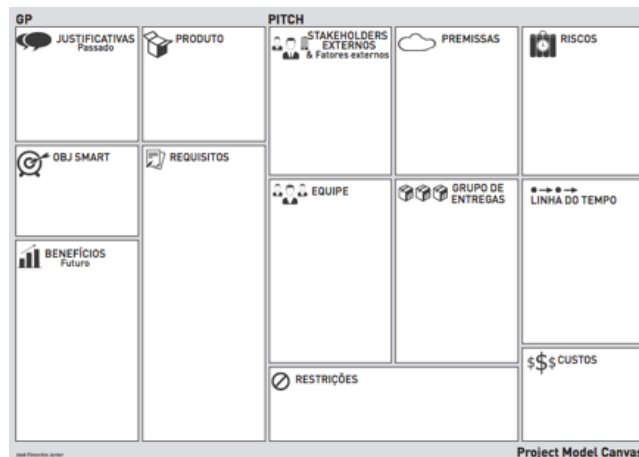 GP
PITCH
JUSTIFICATIVAS
Passado
PRODUTO
STAKEHOLDERS
EXTERNOS
& Fatores externos
PREMISSAS
RISCOS
OBJ SMART
REQUISITOS
EQUIPE
GRUPO DE
ENTREGAS
LINHA DO TEMPO
BENEFÍCIOS
Futuro
$$$ CUSTOS
RESTRIÇÕES
Project Model Canvas